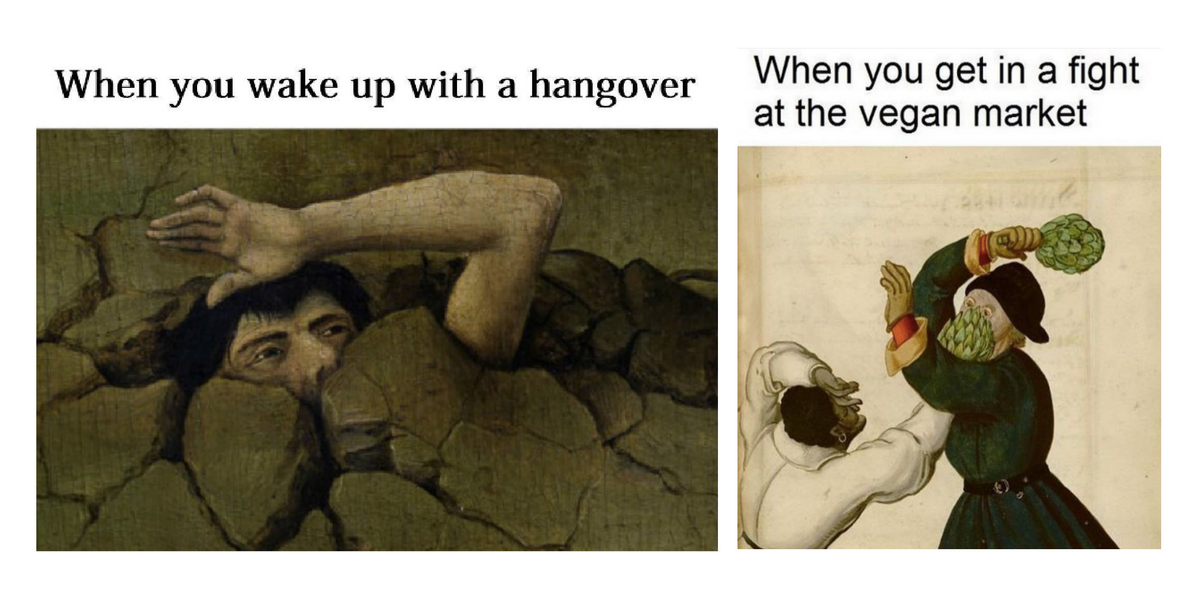 When you wake up with a hangover
When you get in a fight
at the vegan market